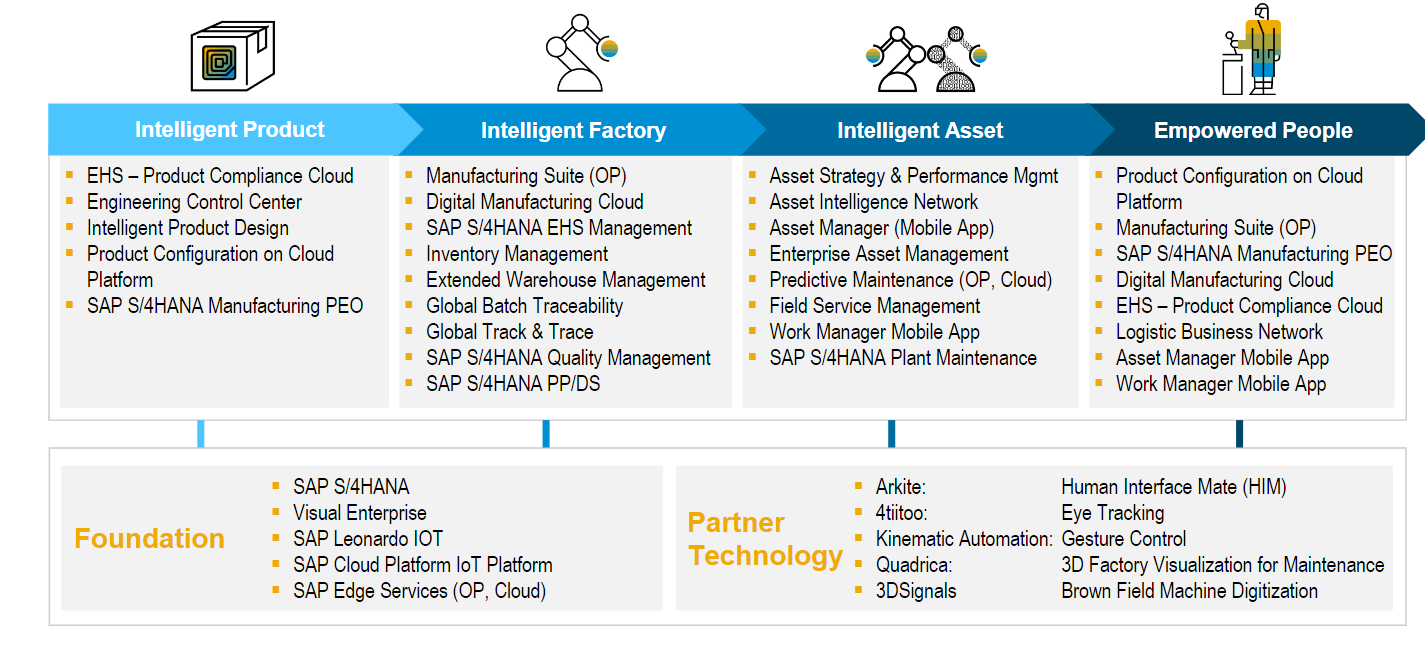 Intelligent Product
Intelligent Factory
Intelligent Asset
Empowered People
EHS – Product Compliance Cloud
Engineering Control Center
Intelligent Product Design
Product Configuration on Cloud
Platform
SAP S/4HANA Manufacturing PEO
Manufacturing Suite (OP)
Digital Manufacturing Cloud
SAP S/4HANA EHS Management
Inventory Management
Extended Warehouse Management
Global Batch Traceability
Global Track & Trace
SAP S/4HANA Quality Management
SAP S/4HANA PP/DS
Asset Strategy & Performance Mgmt
Asset Intelligence Network
Asset Manager (Mobile App)
Enterprise Asset Management
Predictive Maintenance (OP, Cloud)
Field Service Management
Work Manager Mobile App
SAP S/4HANA Plant Maintenance
Product Configuration on Cloud
Platform
Manufacturing Suite (OP)
SAP S/4HANA Manufacturing PEO
Digital Manufacturing Cloud
EHS – Product Compliance Cloud
Logistic Business Network
Asset Manager Mobile App
Work Manager Mobile App
Foundation
SAP S/4HANA
Visual Enterprise
SAP Leonardo IOT
SAP Cloud Platform IoT Platform
SAP Edge Services (OP, Cloud)
Partner
Technology
Arkite: Human Interface Mate (HIM)
4tiitoo: Eye Tracking
Kinematic Automation: Gesture Control
Quadrica: 3D Factory Visualization for Maintenance
3DSignals Brown Field Machine Digitization